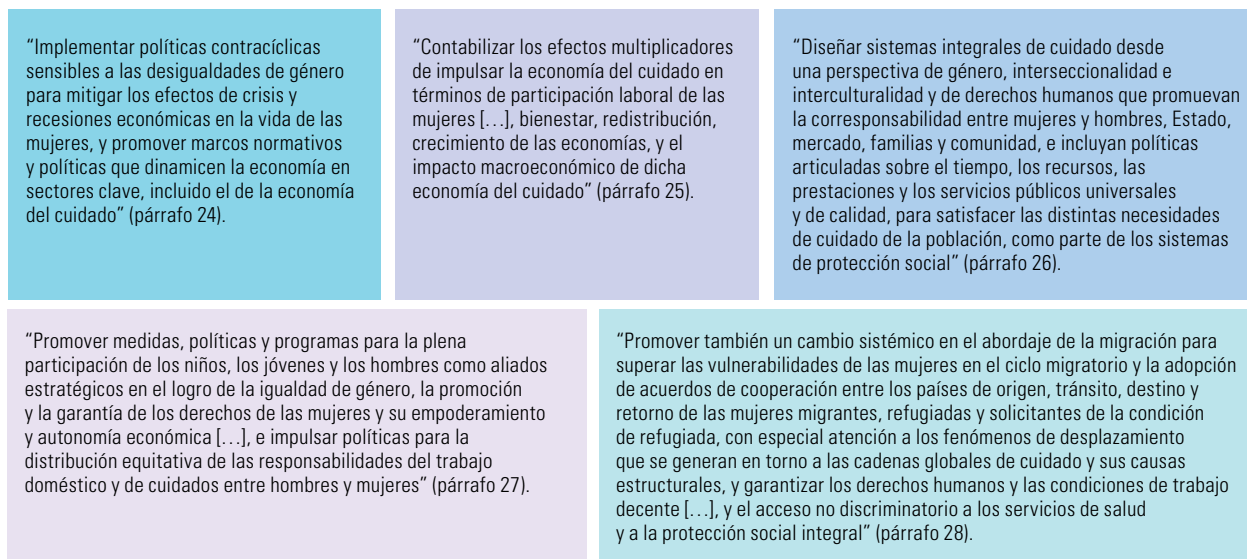 “Implementar políticas contracíclicas
sensibles a las desigualdades de género
para mitigar los efectos de crisis y
recesiones económicas en la vida de las
mujeres, y promover marcos normativos
y políticas que dinamicen la economía en
sectores clave, incluido el de la economía
del cuidado” (párrafo 24).
“Contabilizar los efectos multiplicadores
de impulsar la economía del cuidado en
términos de participación laboral de las
mujeres […], bienestar, redistribución,
crecimiento de las economías, y el
impacto macroeconómico de dicha
economía del cuidado” (párrafo 25).
“Diseñar sistemas integrales de cuidado desde
una perspectiva de género, interseccionalidad e
interculturalidad y de derechos humanos que promuevan
la corresponsabilidad entre mujeres y hombres, Estado,
mercado, familias y comunidad, e incluyan políticas
articuladas sobre el tiempo, los recursos, las
prestaciones y los servicios públicos universales
y de calidad, para satisfacer las distintas necesidades
de cuidado de la población, como parte de los sistemas
de protección social” (párrafo 26).
“Promover medidas, políticas y programas para la plena
participación de los niños, los jóvenes y los hombres como aliados
estratégicos en el logro de la igualdad de género, la promoción
y la garantía de los derechos de las mujeres y su empoderamiento
y autonomía económica […], e impulsar políticas para la
distribución equitativa de las responsabilidades del trabajo
doméstico y de cuidados entre hombres y mujeres” (párrafo 27).
“Promover también un cambio sistémico en el abordaje de la migración para
superar las vulnerabilidades de las mujeres en el ciclo migratorio y la adopción
de acuerdos de cooperación entre los países de origen, tránsito, destino y
retorno de las mujeres migrantes, refugiadas y solicitantes de la condición
de refugiada, con especial atención a los fenómenos de desplazamiento
que se generan en torno a las cadenas globales de cuidado y sus causas
estructurales, y garantizar los derechos humanos y las condiciones de trabajo
decente […], y el acceso no discriminatorio a los servicios de salud
y a la protección social integral” (párrafo 28).